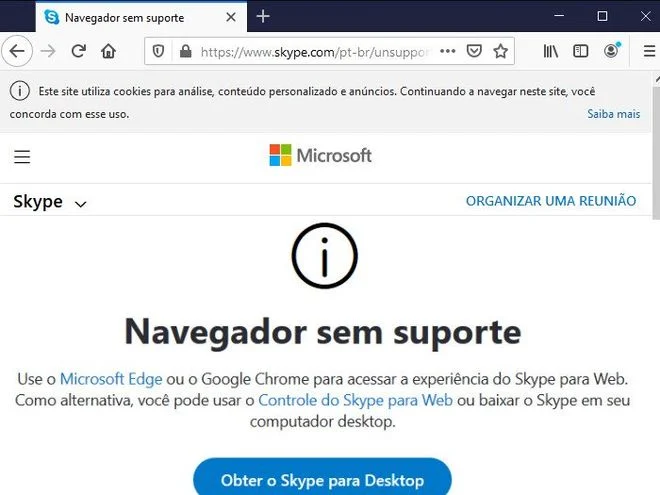 Navegador sem suporte
https://www.skype.com/pt-br/unsuppo
Este site utiliza cookies para análise, conteúdo personalizado e anúncios. Continuando a navegar neste site, você
concorda com esse uso.
Saiba mais
Microsoft
Skype
ORGANIZAR UMA REUNIÃO
Navegador sem suporte
Use o Microsoft Edge ou o Google Chrome para acessar a experiência do Skype para Web.
Como alternativa, você pode usar o Controle do Skype para Web ou baixar o Skype em seu
computador desktop.
Obter o Skype para Desktop